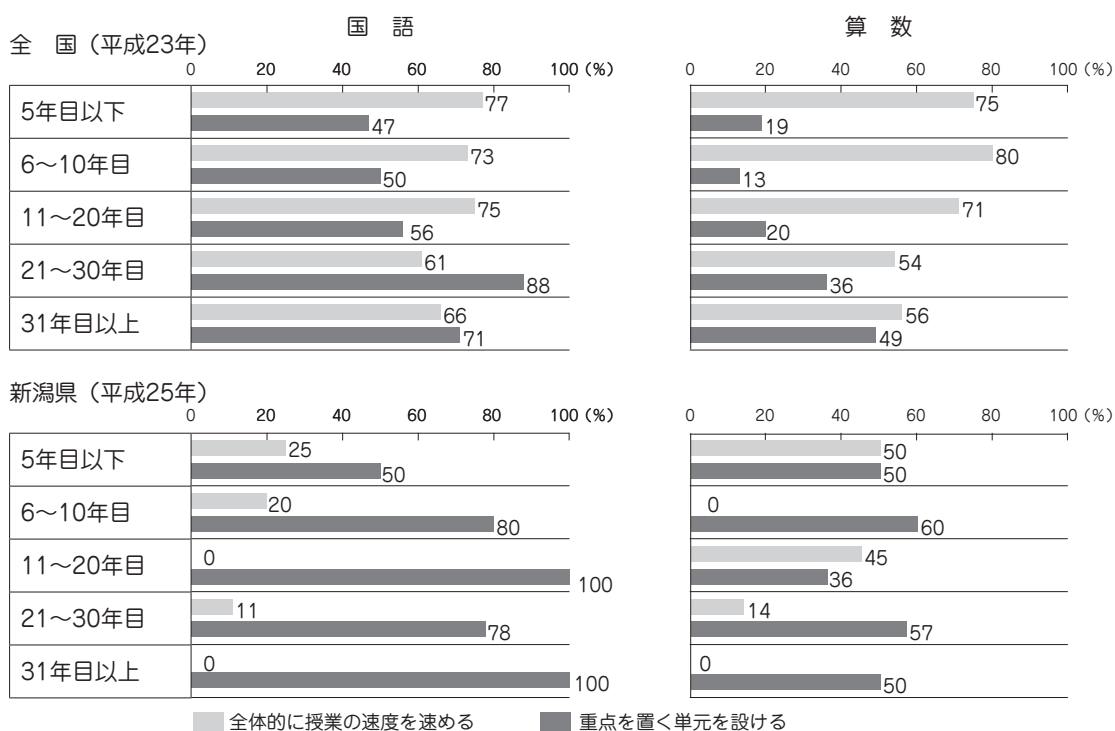 国 語 算 数
全 国（平成23年）
0 20 40 60 80 100（%） 0 20 40 60 80 100（%）
5年目以下 77 75
47 19
6〜10年目 73 80
50 13
11〜20年目 75 71
56 20
21〜30年目 61 54
88 36
31年目以上 66 56
71 49
新潟県（平成25年）
0 20 40 60 80 100（%） 0 20 40 60 80 100（%）
5年目以下 25 50
50 50
6〜10年目 20 0
80 60
11〜20年目 0 45
100 36
21〜30年目 11 14
78 57
31年目以上 0 0
100 50
全体的に授業の速度を速める 重点を置く単元を設ける